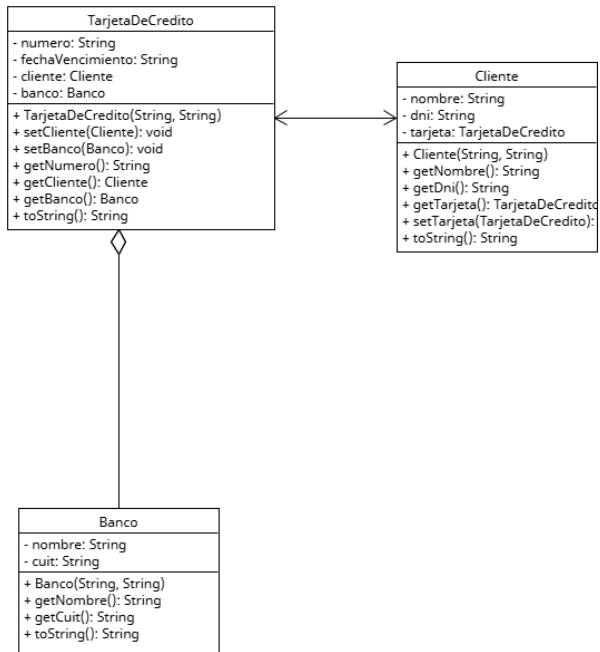 TarjetaDeCredito
- numero: String
- fechaVencimiento: String
- cliente: Cliente
- banco: Banco
+ TarjetaDeCredito(String, String)
+ setCliente(Cliente): void
+ setBanco(Banco): void
+ getNumero(): String
+ getCliente(): Cliente
+ getBanco(): Banco
+ toString(): String
Cliente
- nombre: String
- dni: String
- tarjeta: TarjetaDeCredito
+ Cliente(String, String)
+ getNombre(): String
+ getDni(): String
+ getTarjeta(): TarjetaDeCredito
+ setTarjeta(TarjetaDeCredito):
+ toString(): String
Banco
- nombre: String
- cuit: String
+ Banco(String, String)
+ getNombre(): String
+ getCuit(): String
+ toString(): String